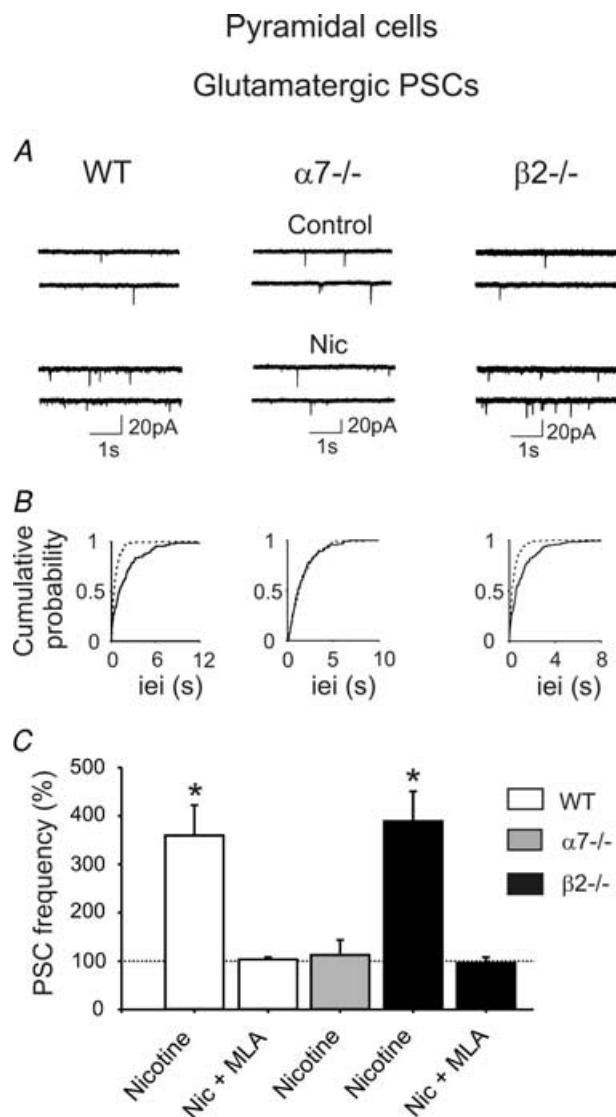 Pyramidal cells
Glutamatergic PSCs
A
WT α7-/- β2-/-
Control
Nic
20pA 20pA 20pA
1s 1s 1s
B
Cumulative probability
1 1 1
0.5 0.5 0.5
0 0 0
0 6 12 0 5 10 0 4 8
iei (s) iei (s) iei (s)
C
PSC frequency (%)
500
400
300
200
100
0
* *
WT
α7-/-
β2-/-
Nicotine Nic + MLA Nicotine Nicotine Nic + MLA